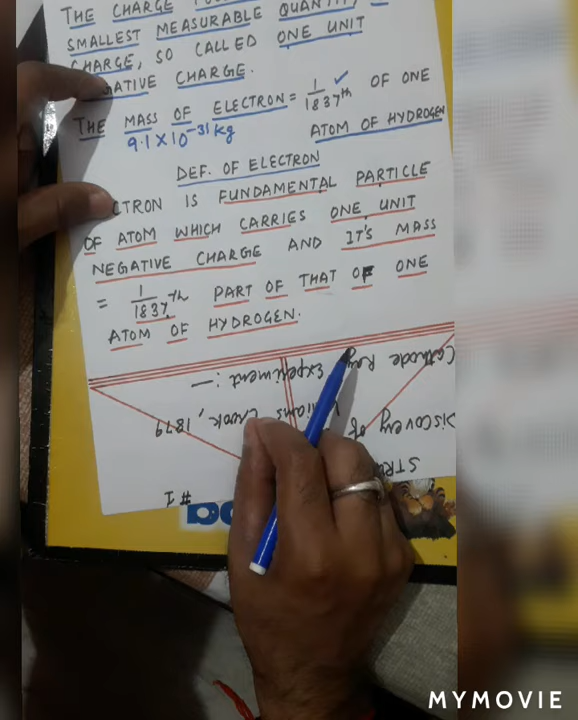 THE CHARGE
SMALLEST MEASURABLE QUANTITY
CHARGE, SO CALLED ONE UNIT
CHARGE.
THE MASS OF ELECTRON = 1/1837th OF ONE
9.1 × 10^-31 kg ATOM OF HYDROGEN
DEF. OF ELECTRON
CTRON IS FUNDAMENTAL PARTICLE
OF ATOM WHICH CARRIES ONE UNIT
NEGATIVE CHARGE AND IT'S MASS
= 1/1837th PART OF THAT OF ONE
ATOM OF HYDROGEN.
Cathode Ray Experiment :-
Discovery of Crook, 1879
STR
#1
MYMOVIE